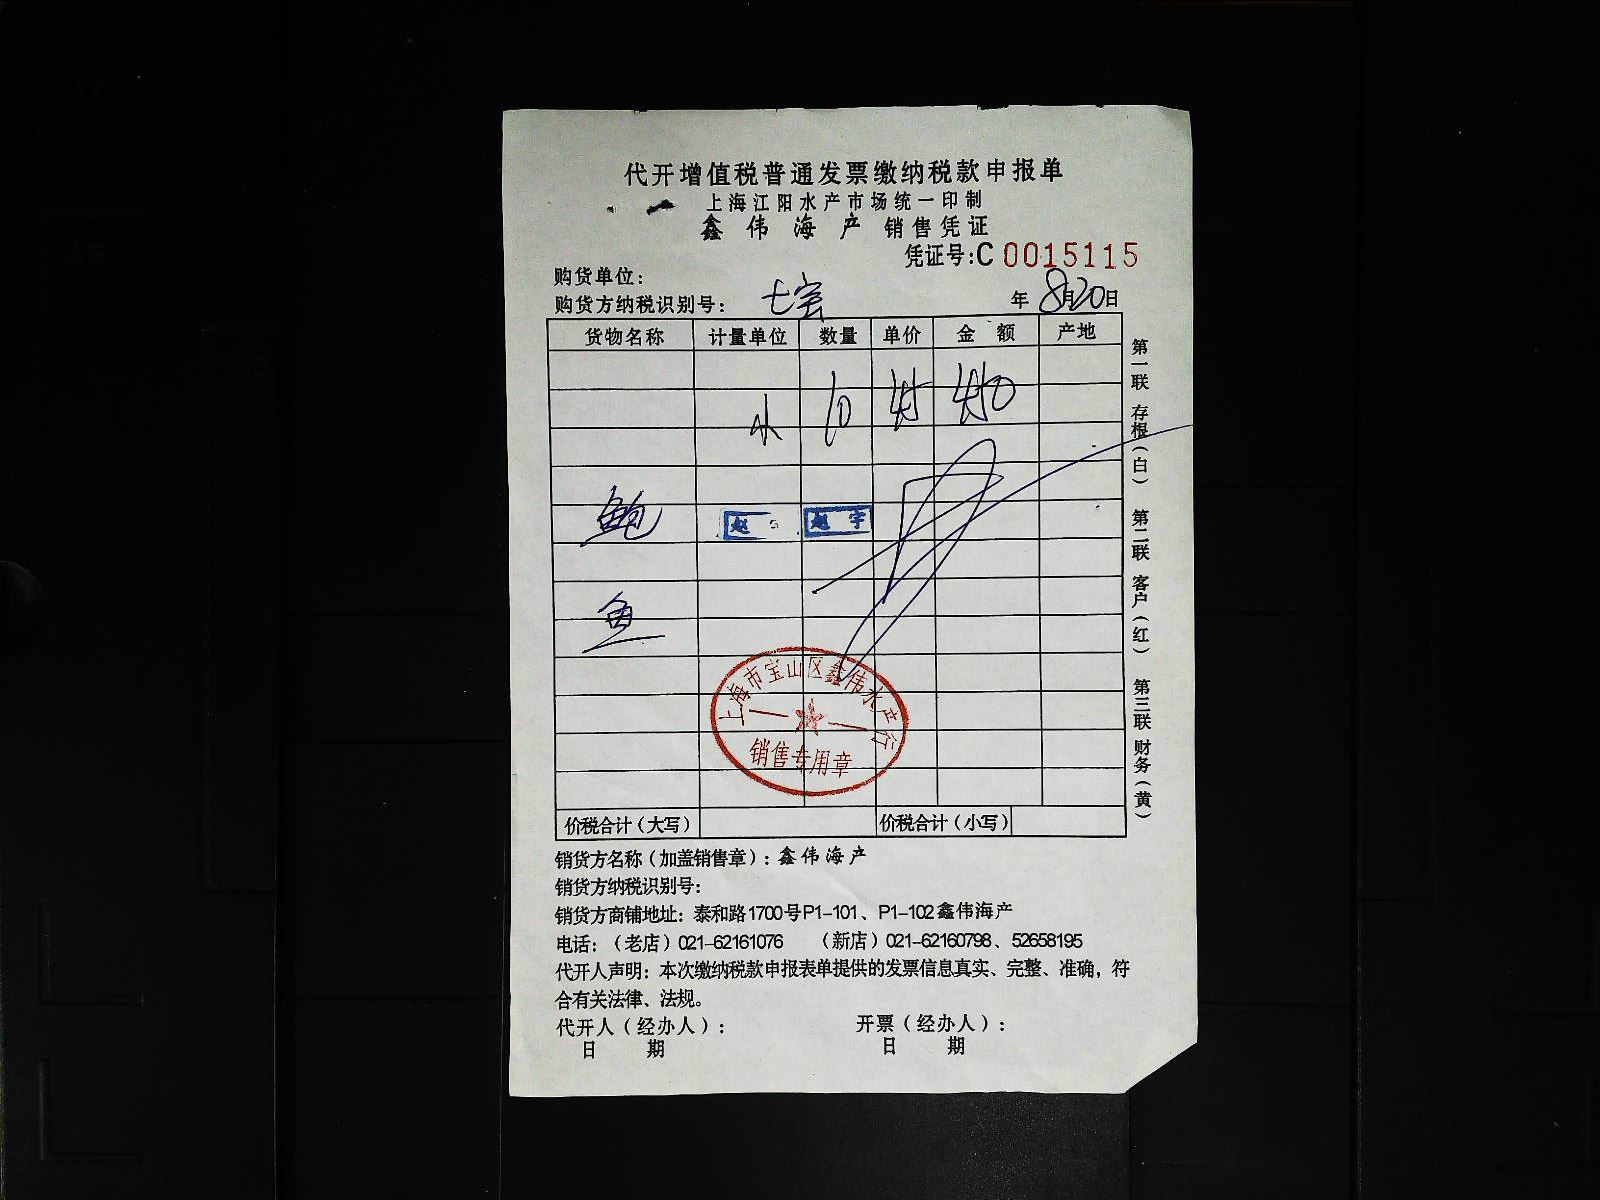 代开增值税普通发票缴纳税款申报单
上海江阳水产市场统一印制
鑫伟海产 销售凭证
凭证号:C 0015115
购货单位:
购货方纳税识别号: 七宝 年8月20日
货物名称 计量单位 数量 单价 金额 产地
10
鲍
赵 赵宇
鱼
上海市宝山区鑫伟水产行
销售专用章
价税合计(大写) 价税合计(小写)
销货方名称(加盖销售章): 鑫伟海产
销货方纳税识别号:
销货方商铺地址: 泰和路1700号P1-101、P1-102鑫伟海产
电话:(老店)021-62161076 (新店)021-62160798、52658195
代开人声明: 本次缴纳税款申报表单提供的发票信息真实、完整、准确, 符
合有关法律、法规。
代开人(经办人): 开票(经办人):
日 期 日 期
第一联 存根(白) 第二联 客户(红) 第三联 财务(黄)